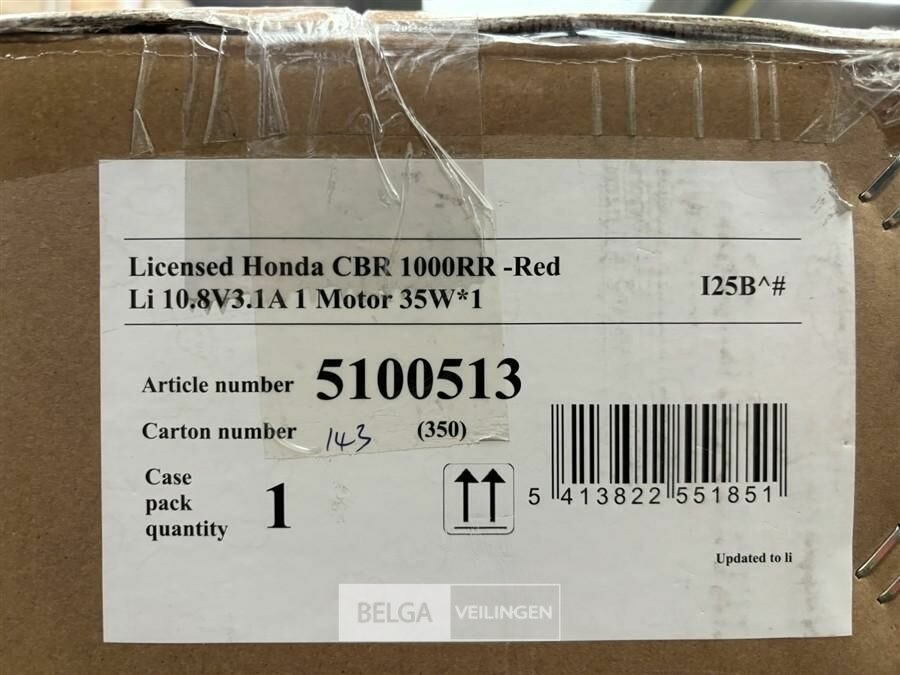 Licensed Honda CBR 1000RR -Red
Li 10.8V3.1A 1 Motor 35W*1
I25B^#
Article number 5100513
Carton number 143 (350)
Case
pack
quantity
1
5 413822 551851
Updated to li
BELGA VEILINGEN